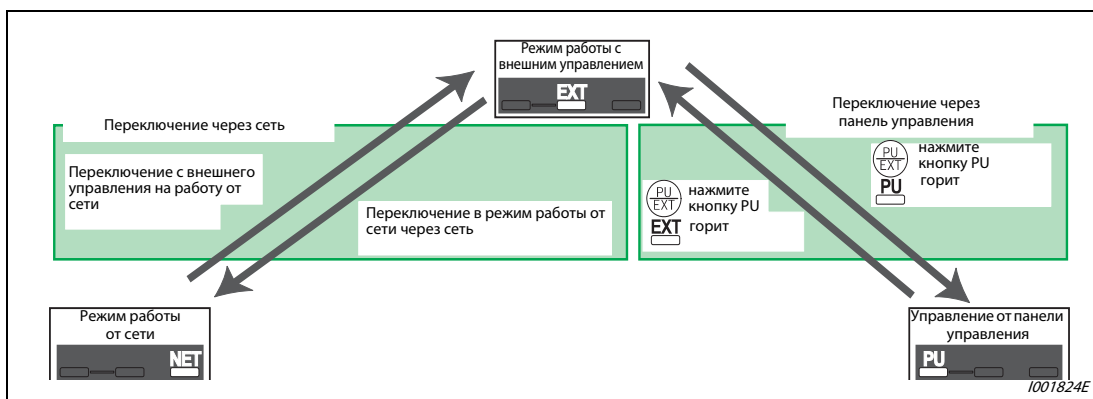 Режим работы с
внешним управлением
EXT
Переключение через сеть
Переключение через
панель управления
Переключение с внешнего
управления на работу от
сети
Переключение в режим работы от
сети через сеть
PU
EXT
нажмите
кнопку PU
EXT горит
PU
EXT
нажмите
кнопку PU
PU горит
Режим работы
от сети
NET
Управление от панели
управления
PU
I001824E